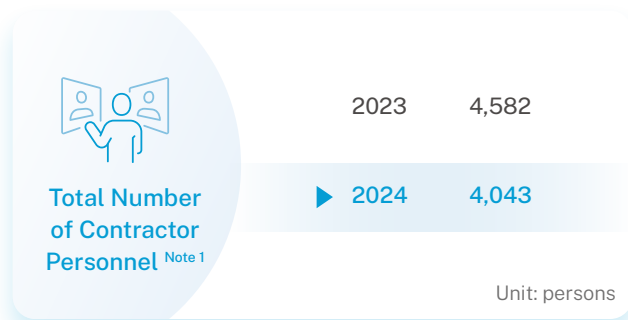 Total Number
of Contractor
Personnel Note 1
2023 4,582
2024 4,043
Unit: persons